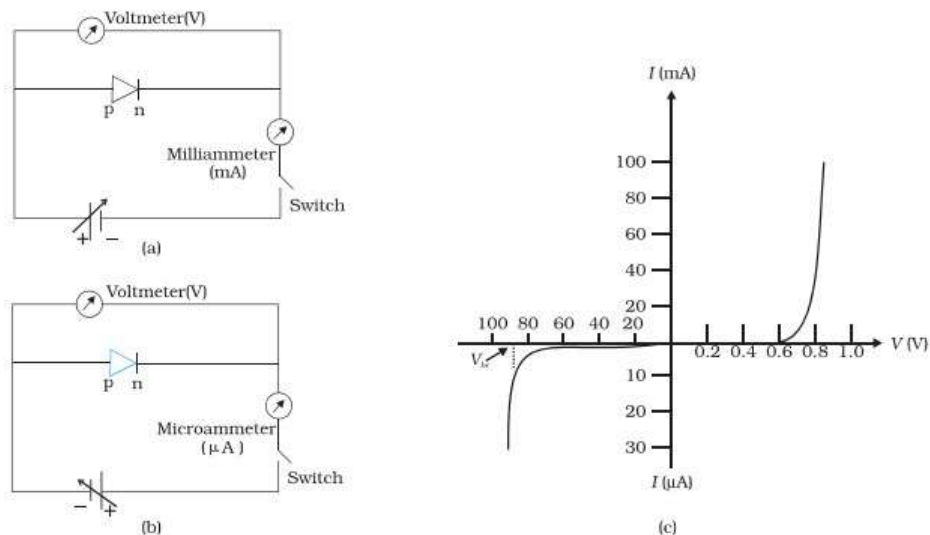 Voltmeter(V)
p n
Milliammeter
(mA)
Switch
+ –
(a)
Voltmeter(V)
p n
Microammeter
(μA)
Switch
– +
(b)
I (mA)
100
80
60
40
20
100 80 60 40 20
0.2 0.4 0.6 0.8 1.0
V (V)
10
20
30
I (μA)
(c)